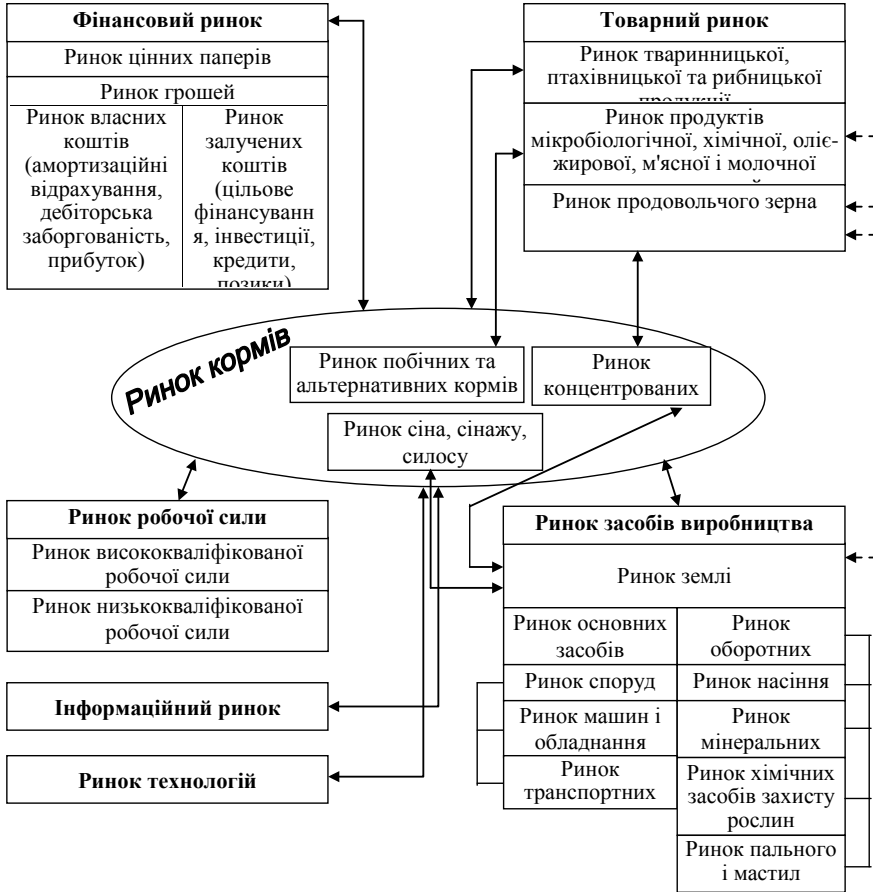 Фінансовий ринок
Ринок цінних паперів
Ринок грошей
Ринок власних
коштів
(амортизаційні
відрахування,
дебіторська
заборгованість,
прибуток)
Ринок
залучених
коштів
(цільове
фінансуванн
я, інвестиції,
кредити,
позики)
Товарний ринок
Ринок тваринницької,
птахівницької та рибницької
продукції
Ринок продуктів
мікробіологічної, хімічної, оліє-
жирової, м'ясної і молочної
Ринок продовольчого зерна
Ринок кормів
Ринок побічних та
альтернативних кормів
Ринок
концентрованих
Ринок сіна, сінажу,
силосу
Ринок робочої сили
Ринок висококваліфікованої
робочої сили
Ринок низькокваліфікованої
робочої сили
Інформаційний ринок
Ринок технологій
Ринок засобів виробництва
Ринок землі
Ринок основних
засобів
Ринок споруд
Ринок машин і
обладнання
Ринок
транспортних
Ринок
оборотних
Ринок насіння
Ринок
мінеральних
Ринок хімічних
засобів захисту
рослин
Ринок пального
і мастил